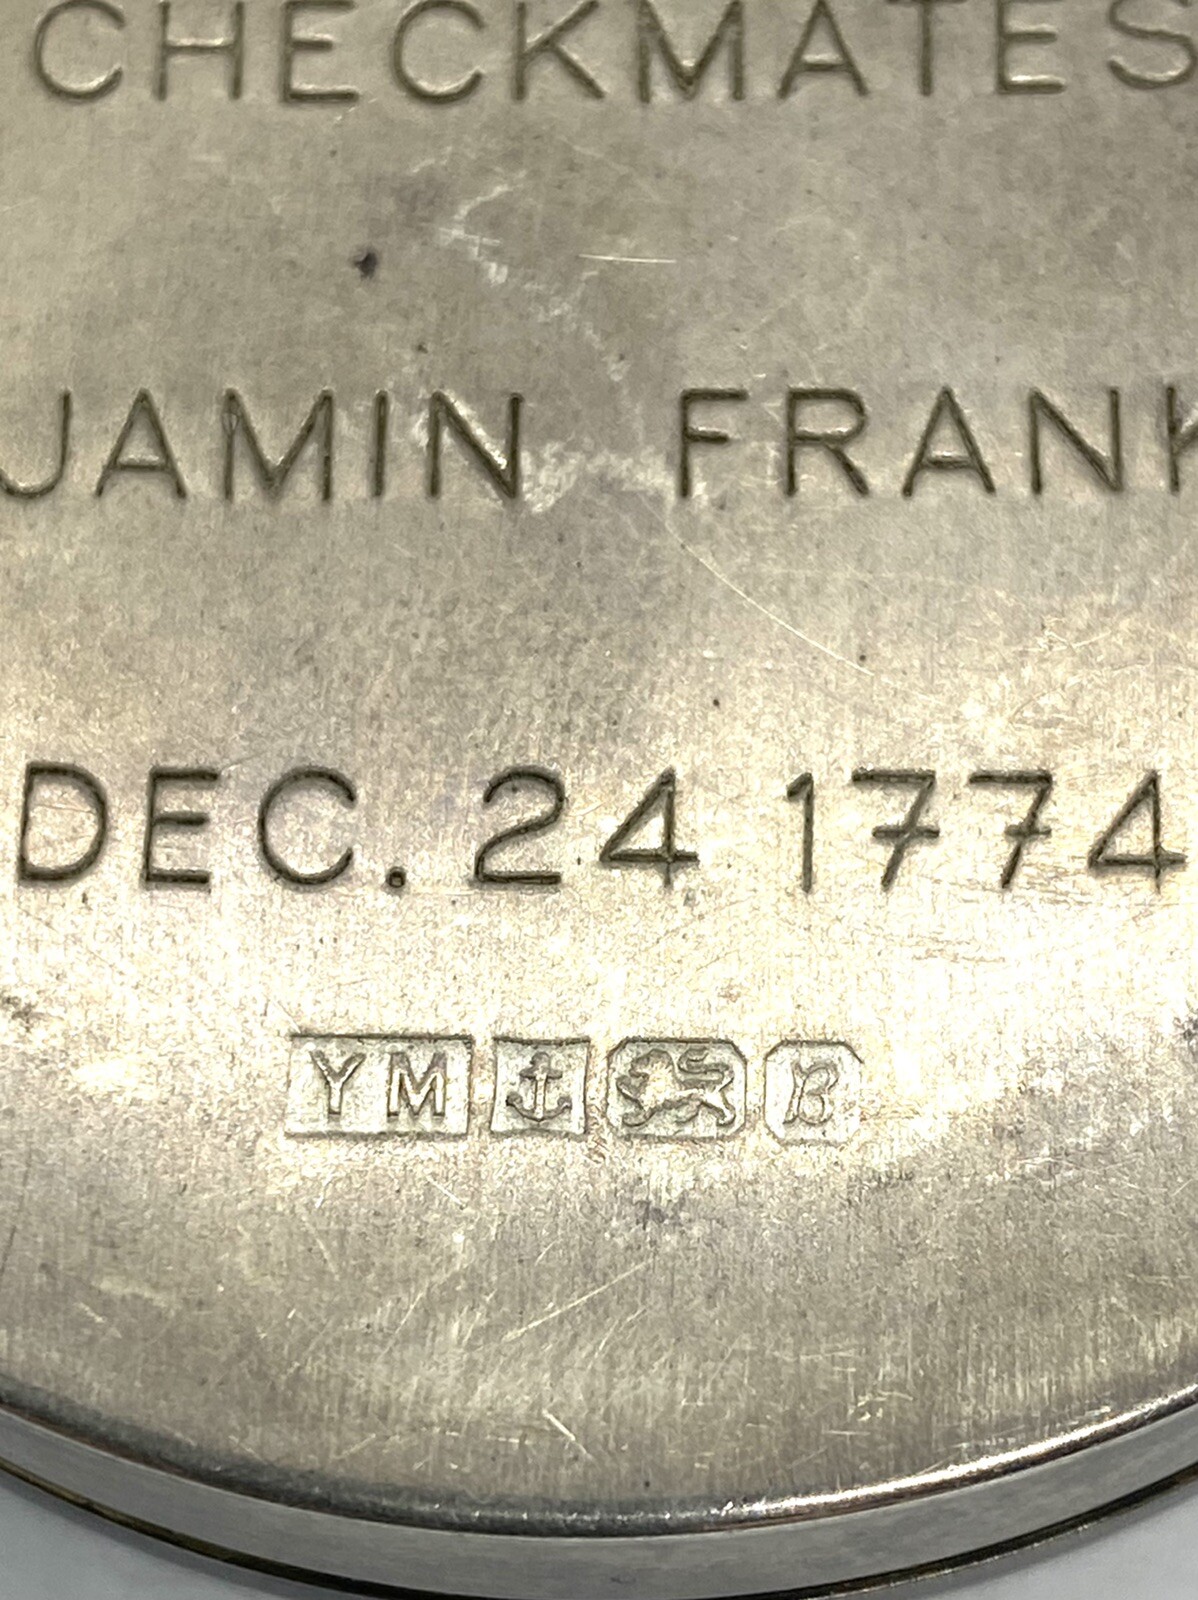 CHECKMATES
JAMIN FRANK
DEC. 24 1774
YM B